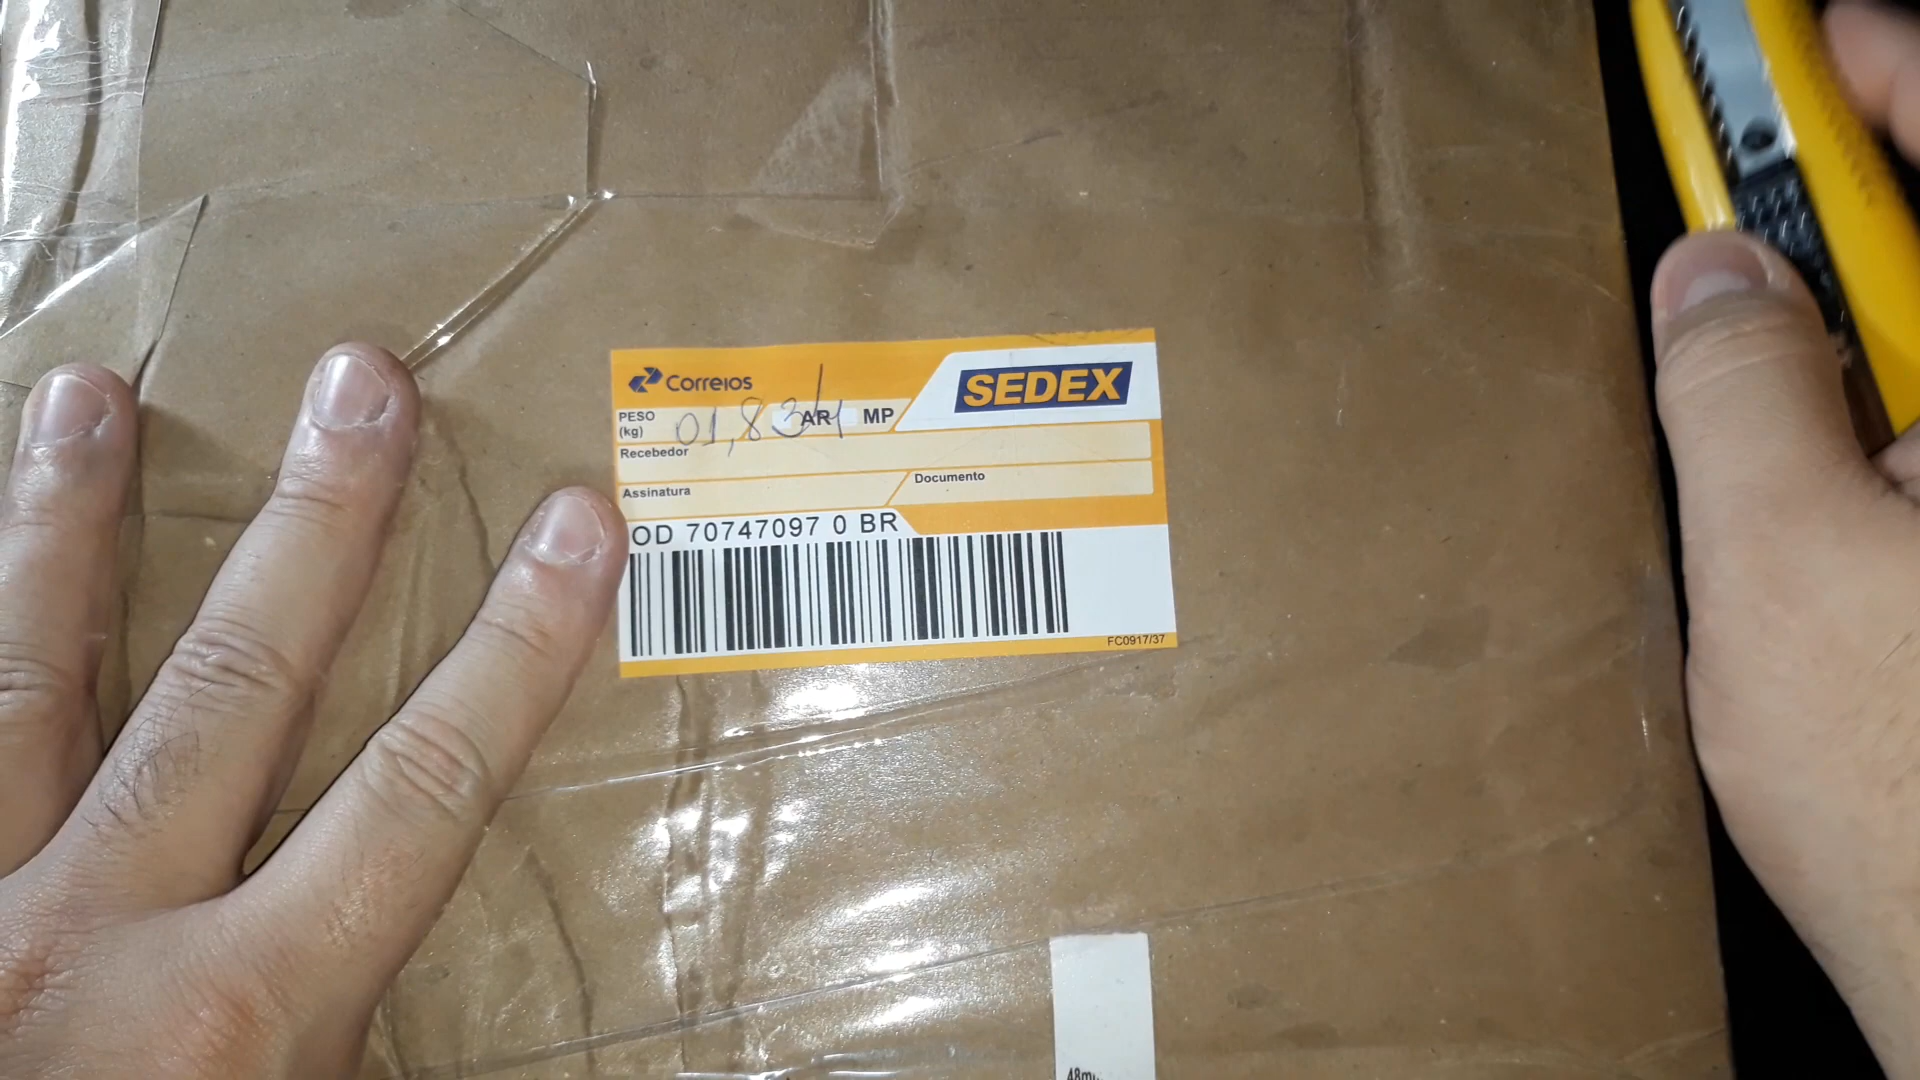 Correios
SEDEX
PESO
(kg)
01,834
AR
MP
Recebedor
Assinatura
Documento
OD 70747097 0 BR
FC0917/37